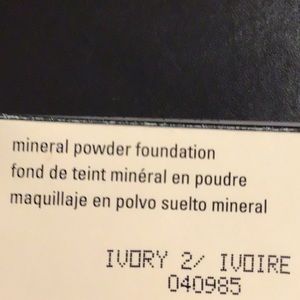 mineral powder foundation
fond de teint minéral en poudre
maquillaje en polvo suelto mineral
IVORY 2/ IVOIRE
040985